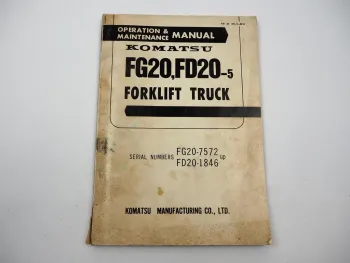 OPERATION &
MAINTENANCE MANUAL
KOMATSU
FG20,FD20-5
FORKLIFT TRUCK
SERIAL NUMBERS FG20-7572 up
FD20-1846
KOMATSU MANUFACTURING CO., LTD.